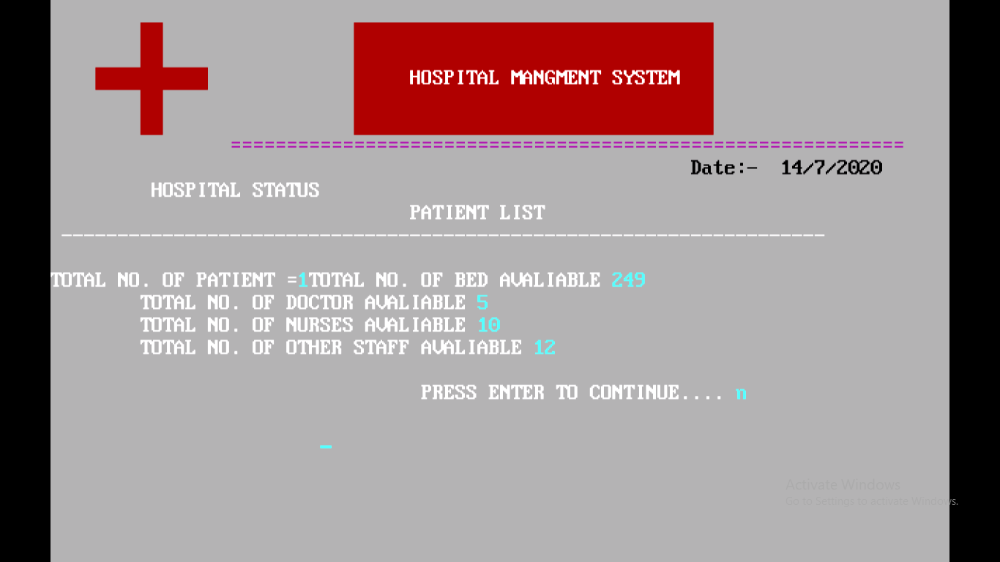 HOSPITAL MANGMENT SYSTEM
============================================================
Date:- 14/7/2020
HOSPITAL STATUS
PATIENT LIST
--------------------------------------------------------------------
TOTAL NO. OF PATIENT =1TOTAL NO. OF BED AVALIABLE 249
TOTAL NO. OF DOCTOR AVALIABLE 5
TOTAL NO. OF NURSES AVALIABLE 10
TOTAL NO. OF OTHER STAFF AVALIABLE 12
PRESS ENTER TO CONTINUE.... n
_
Activate Windows
Go to Settings to activate Windows.